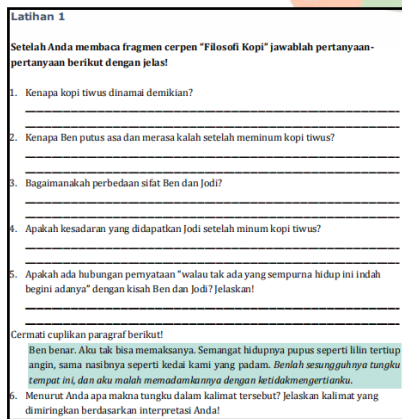 Latihan 1
Setelah Anda membaca fragmen cerpen "Filosofi Kopi" jawablah pertanyaan-
pertanyaan berikut dengan jelas!
1. Kenapa kopi tiwus dinamai demikian?
2. Kenapa Ben putus asa dan merasa kalah setelah meminum kopi tiwus?
3. Bagaimanakah perbedaan sifat Ben dan Jodi?
4. Apakah kesadaran yang didapatkan Jodi setelah minum kopi tiwus?
5. Apakah ada hubungan pernyataan "walau tak ada yang sempurna hidup ini indah
begini adanya" dengan kisah Ben dan Jodi? Jelaskan!
Cermati cuplikan paragraf berikut!
Ben benar. Aku tak bisa memaksanya. Semangat hidupnya pupus seperti lilin tertiup
angin, sama nasibnya seperti kedai kami yang padam. Benlah sesungguhnya tungku
tempat ini, dan aku malah memadamkannya dengan ketidakmengertianku.
6. Menurut Anda apa makna tungku dalam kalimat tersebut? Jelaskan kalimat yang
dimiringkan berdasarkan interpretasi Anda!